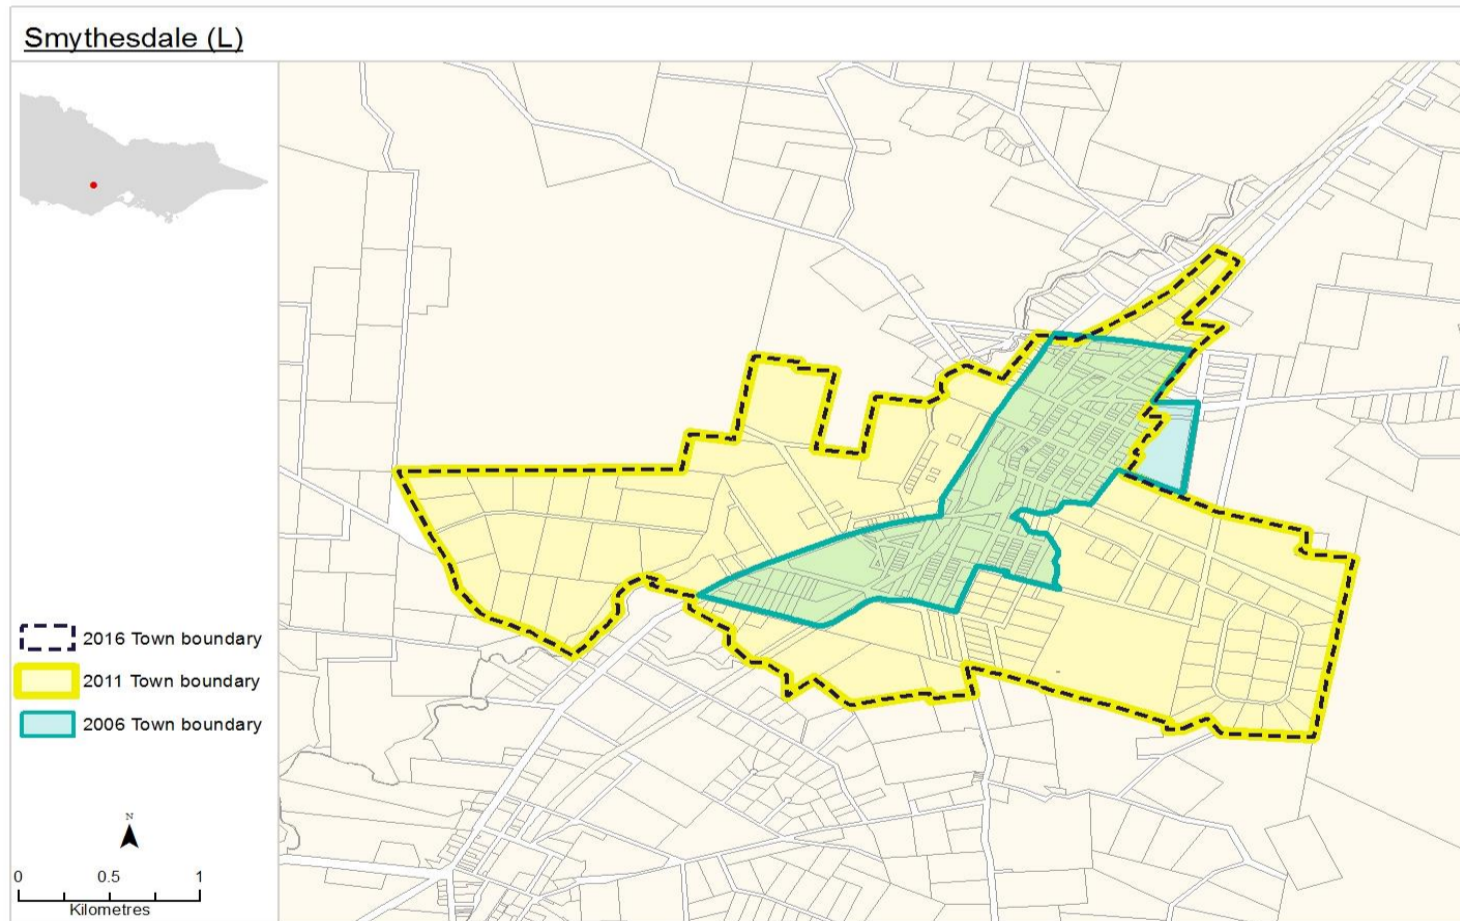 Smythesdale (L)
2016 Town boundary
2011 Town boundary
2006 Town boundary
N
0 0.5 1
Kilometres